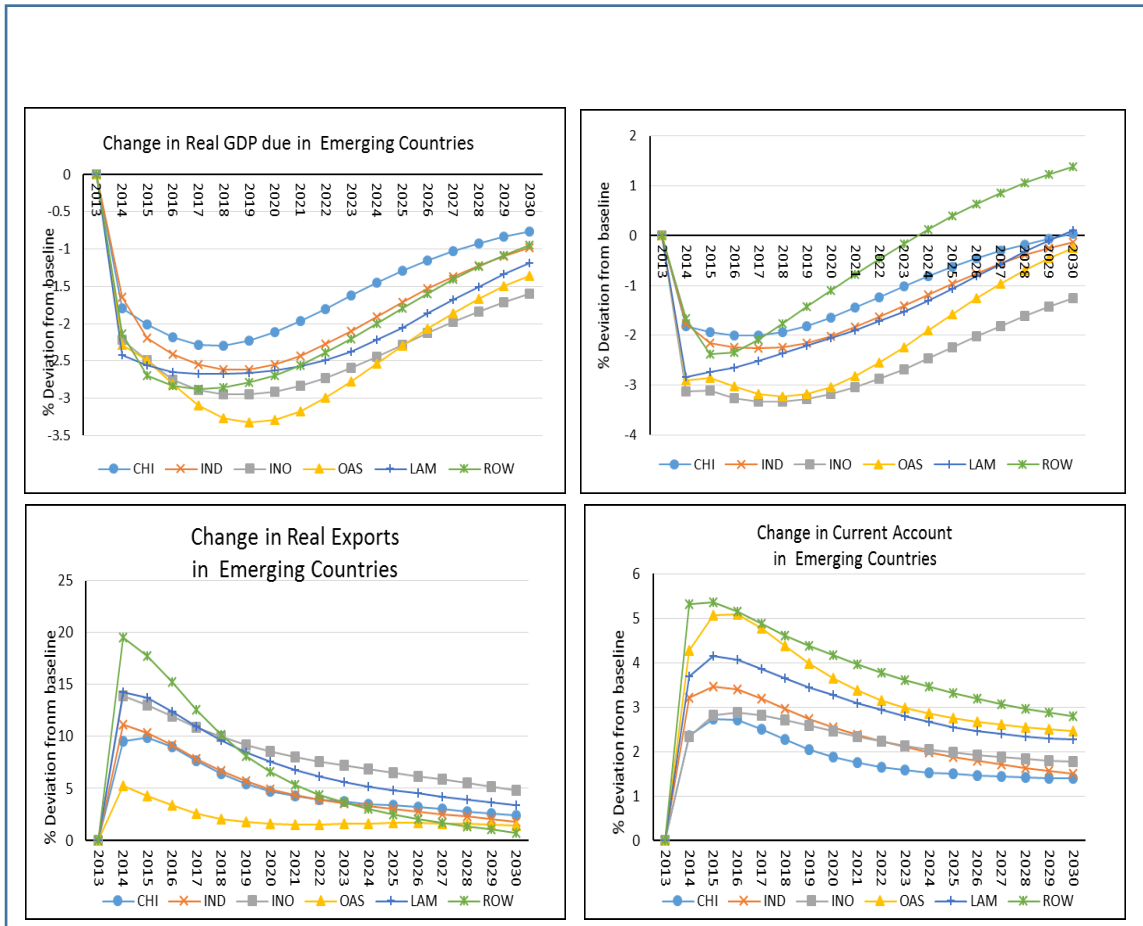 Change in Real GDP due in Emerging Countries
% Deviation from baseline
0
-0.5
-1
-1.5
-2
-2.5
-3
-3.5
2013 2014 2015 2016 2017 2018 2019 2020 2021 2022 2023 2024 2025 2026 2027 2028 2029 2030
CHI IND INO OAS LAM ROW
% Deviation from baseline
2
1
0
-1
-2
-3
-4
2013 2014 2015 2016 2017 2018 2019 2020 2021 2022 2023 2024 2025 2026 2027 2028 2029 2030
CHI IND INO OAS LAM ROW
Change in Real Exports
in Emerging Countries
% Deviation fronm baseline
25
20
15
10
5
0
2013 2014 2015 2016 2017 2018 2019 2020 2021 2022 2023 2024 2025 2026 2027 2028 2029 2030
CHI IND INO OAS LAM ROW
Change in Current Account
in Emerging Countries
% Deviation from baseline
6
5
4
3
2
1
0
2013 2014 2015 2016 2017 2018 2019 2020 2021 2022 2023 2024 2025 2026 2027 2028 2029 2030
CHI IND INO OAS LAM ROW